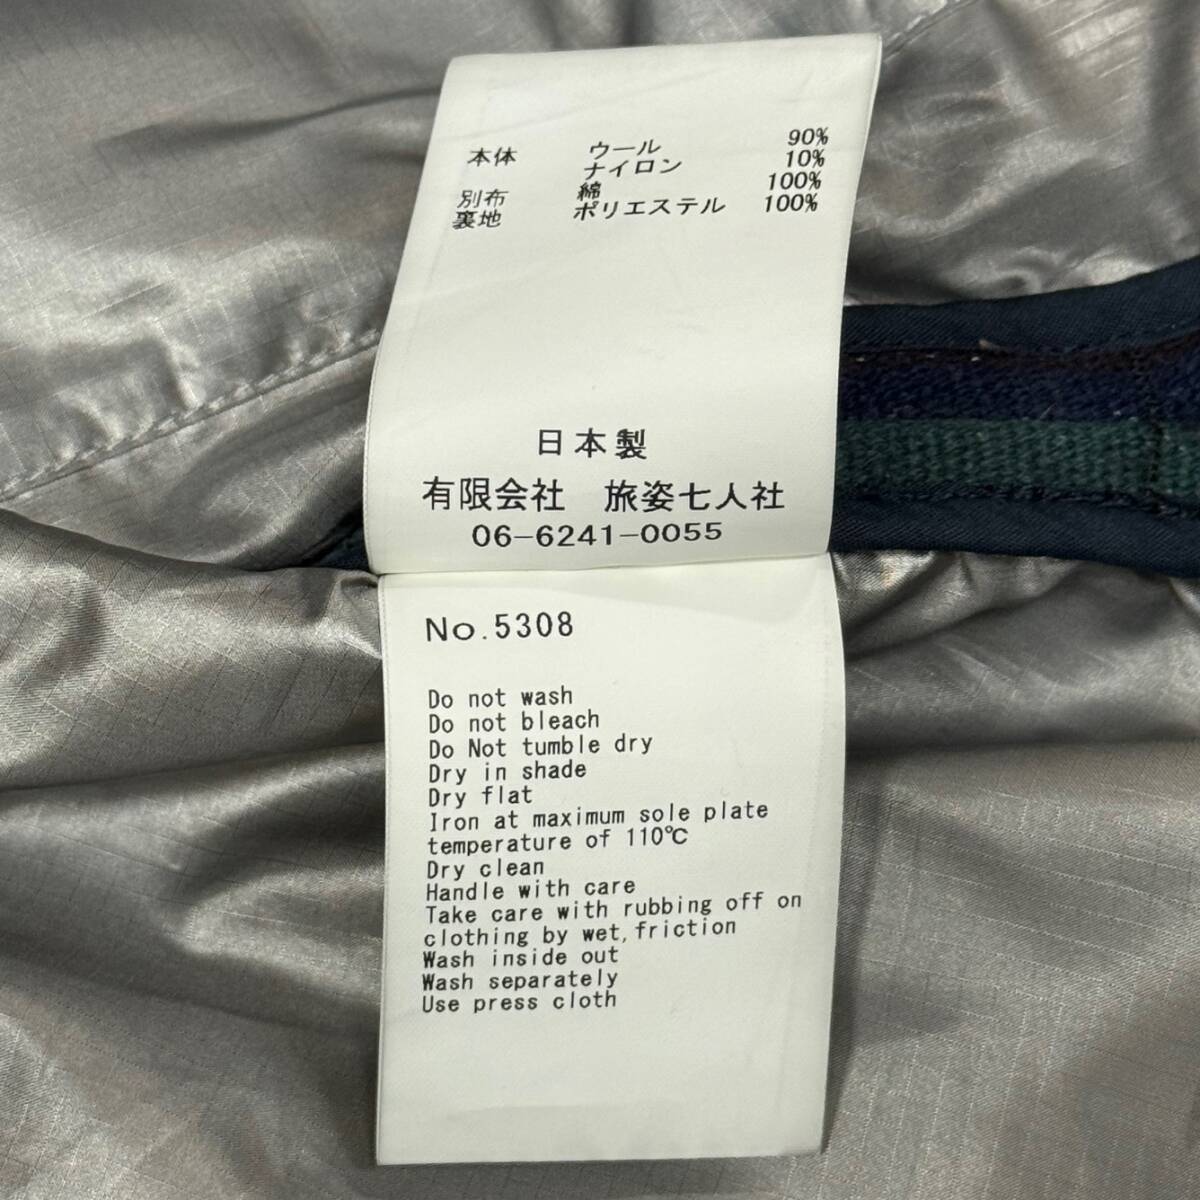 本体 ウール 90%
ナイロン 10%
別布 綿 100%
裏地 ポリエステル 100%
日本製
有限会社 旅姿七人社
06-6241-0055
No.5308
Do not wash
Do not bleach
Do Not tumble dry
Dry in shade
Dry flat
Iron at maximum sole plate
temperature of 110℃
Dry clean
Handle with care
Take care with rubbing off on
clothing by wet,friction
Wash inside out
Wash separately
Use press cloth